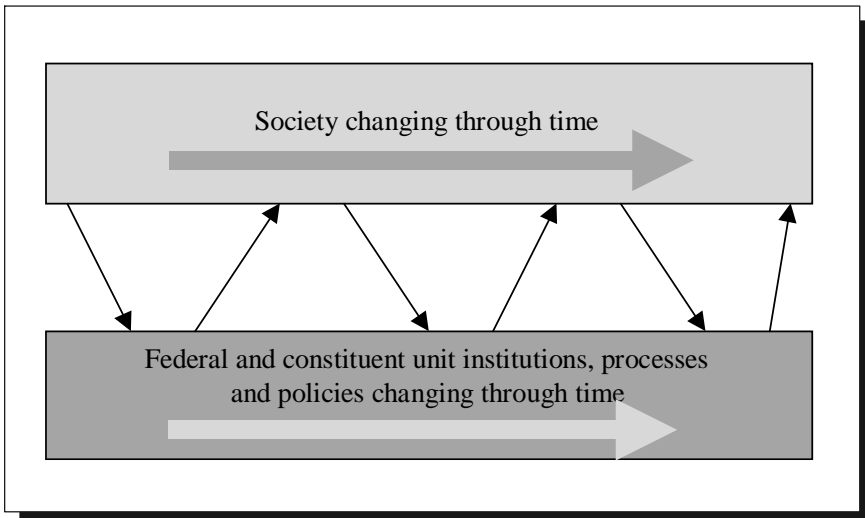 Society changing through time
Federal and constituent unit institutions, processes
and policies changing through time